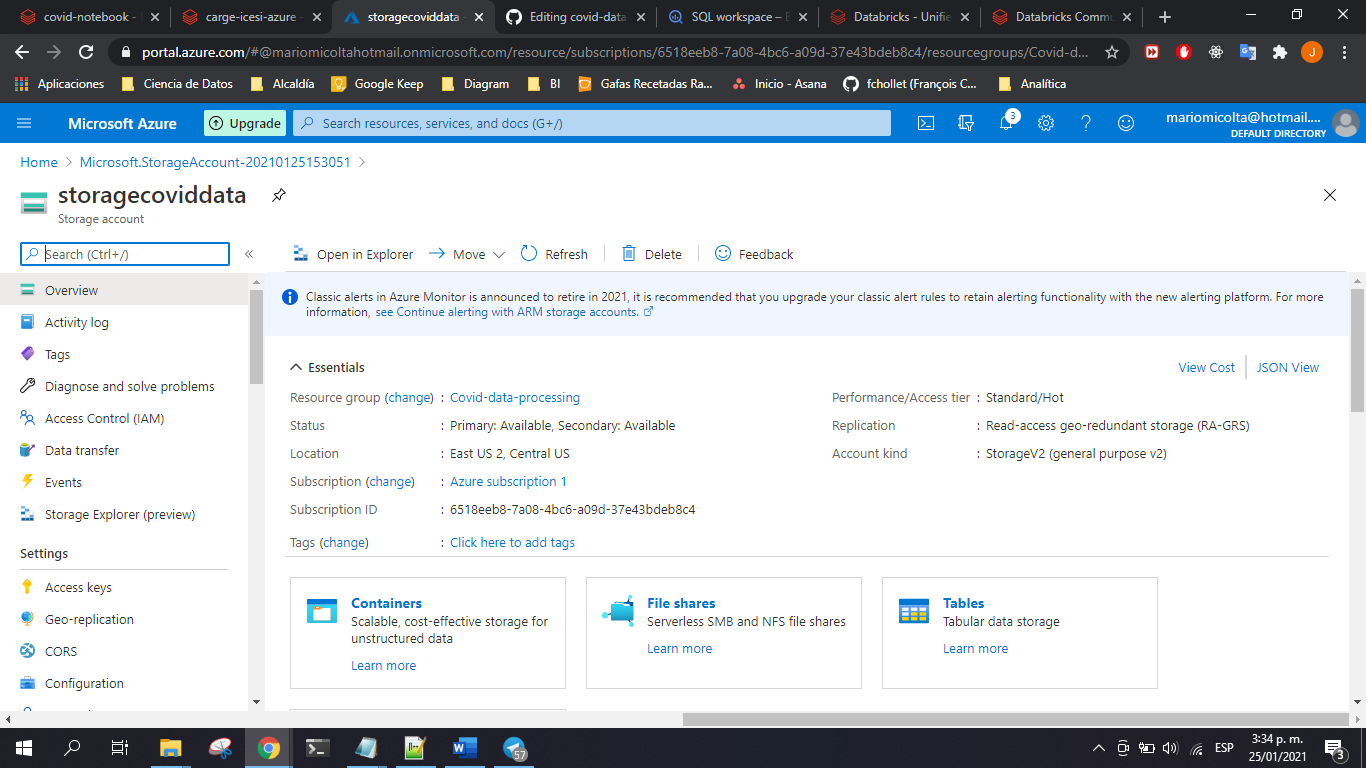 covid-notebook -
carge-icesi-azure -
storagecoviddata -
Editing covid-data
SQL workspace –
Databricks - Unifie
Databricks Commu
portal.azure.com/#@mariomicoltahotmail.onmicrosoft.com/resource/subscriptions/6518eeb8-7a08-4bc6-a09d-37e43bdeb8c4/resourcegroups/Covid-d...
J
Aplicaciones
Ciencia de Datos
Alcaldía
Google Keep
Diagram
BI
Gafas Recetadas Ra...
Inicio - Asana
fchollet (François C...
Analítica
Microsoft Azure
Upgrade
Search resources, services, and docs (G+/)
3
mariomicolta@hotmail....
DEFAULT DIRECTORY
Home > Microsoft.StorageAccount-20210125153051 >
storagecoviddata
Storage account
Search (Ctrl+/)
«
Open in Explorer
Move
Refresh
Delete
Feedback
Overview
Activity log
Tags
Diagnose and solve problems
Access Control (IAM)
Data transfer
Events
Storage Explorer (preview)
Settings
Access keys
Geo-replication
CORS
Configuration
Classic alerts in Azure Monitor is announced to retire in 2021, it is recommended that you upgrade your classic alert rules to retain alerting functionality with the new alerting platform. For more
information, see Continue alerting with ARM storage accounts.
Essentials
View Cost
JSON View
Resource group (change) : Covid-data-processing
Status : Primary: Available, Secondary: Available
Location : East US 2, Central US
Subscription (change) : Azure subscription 1
Subscription ID : 6518eeb8-7a08-4bc6-a09d-37e43bdeb8c4
Tags (change) : Click here to add tags
Performance/Access tier : Standard/Hot
Replication : Read-access geo-redundant storage (RA-GRS)
Account kind : StorageV2 (general purpose v2)
Containers
Scalable, cost-effective storage for
unstructured data
Learn more
File shares
Serverless SMB and NFS file shares
Learn more
Tables
Tabular data storage
Learn more
57
ESP
3:34 p. m.
25/01/2021
3